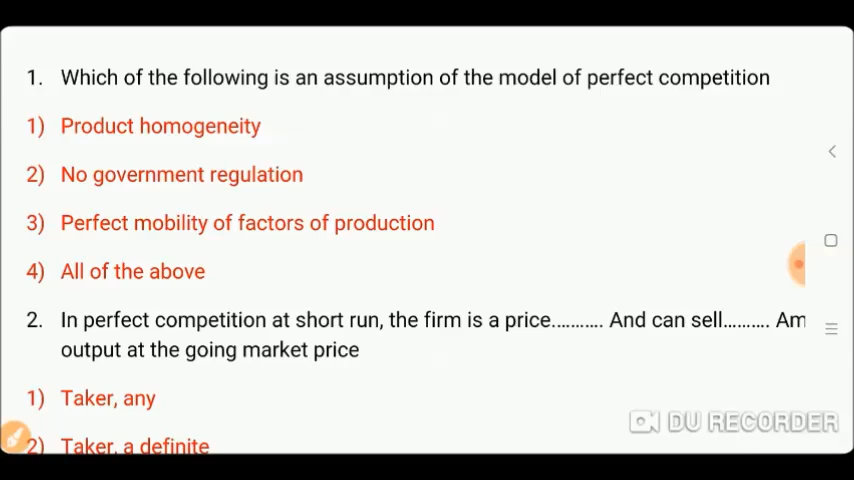 1. Which of the following is an assumption of the model of perfect competition
1) Product homogeneity
2) No government regulation
3) Perfect mobility of factors of production
4) All of the above
2. In perfect competition at short run, the firm is a price........... And can sell.......... Am
output at the going market price
1) Taker, any
DU RECORDER
2) Taker, a definite